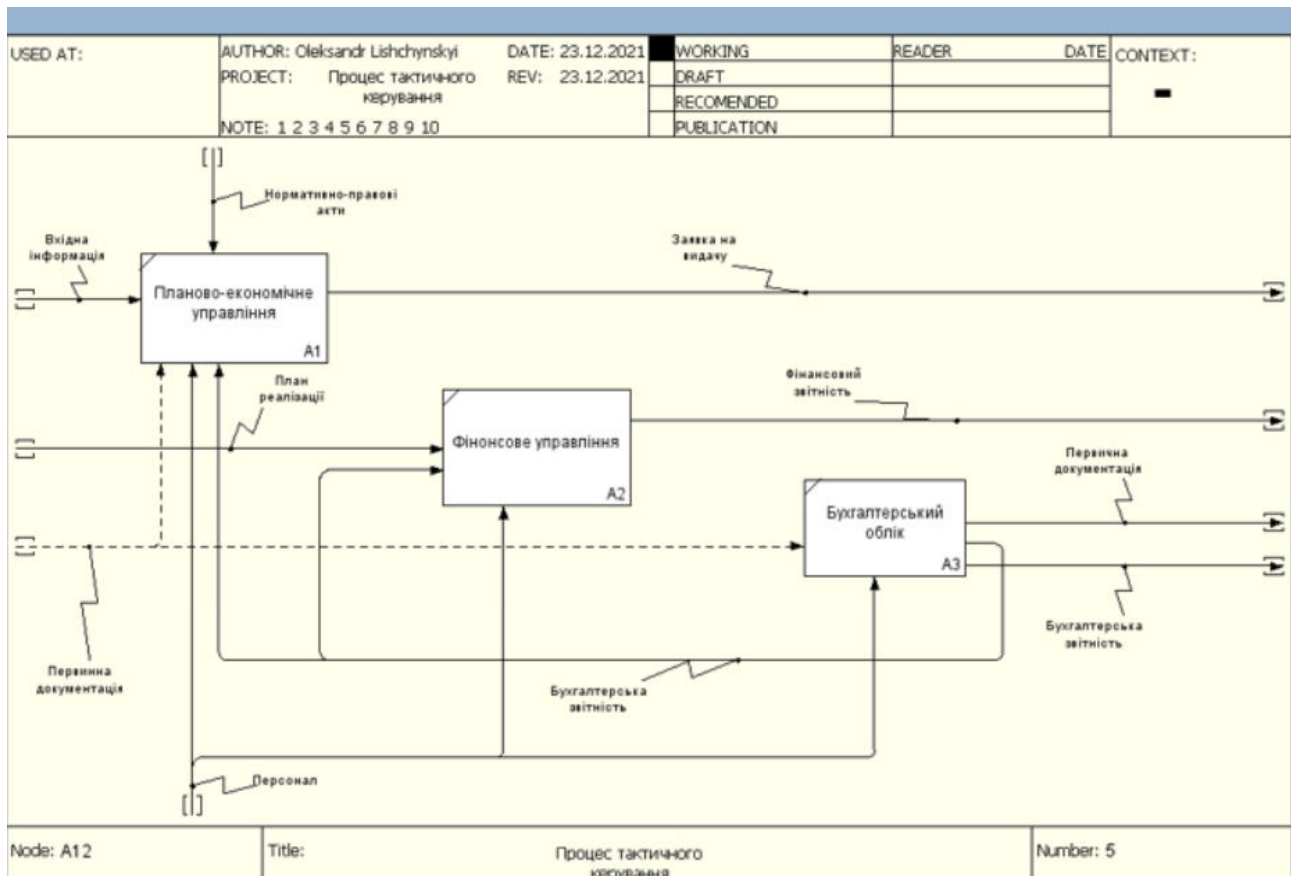 USED AT:
AUTHOR: Oleksandr Lishchynskyi
DATE: 23.12.2021
PROJECT: Процес тактичного
керування
REV: 23.12.2021
NOTE: 1 2 3 4 5 6 7 8 9 10
WORKING
DRAFT
RECOMENDED
PUBLICATION
READER DATE
CONTEXT:
Нормативно-правові
акти
Вхідна
інформація
Заявка на
видачу
Планово-економічне
управління
A1
План
реалізації
Фінансовий
звітність
Фінонсове управління
A2
Первична
документація
Бухгалтерський
облік
A3
Бухгалтерська
звітність
Первинна
документація
Бухгалтерська
звітність
Персонал
Node: A12
Title:
Процес тактичного
керування
Number: 5